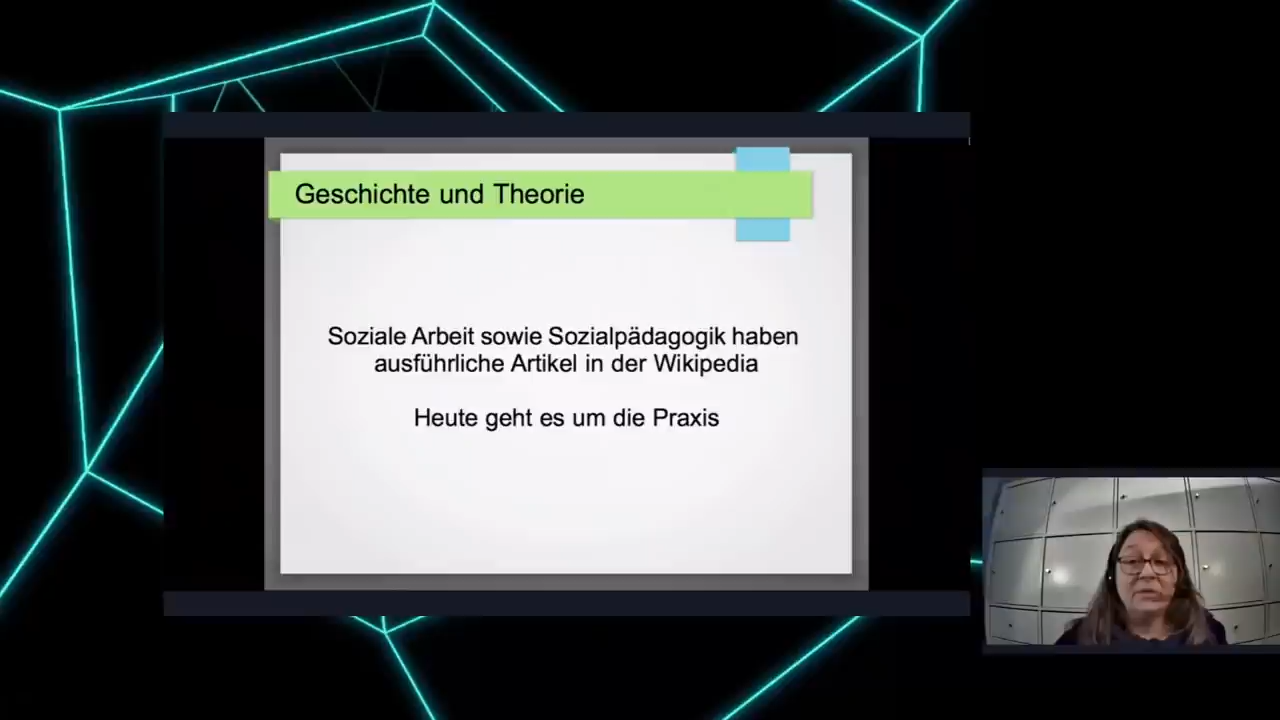 Geschichte und Theorie
Soziale Arbeit sowie Sozialpädagogik haben
ausführliche Artikel in der Wikipedia
Heute geht es um die Praxis